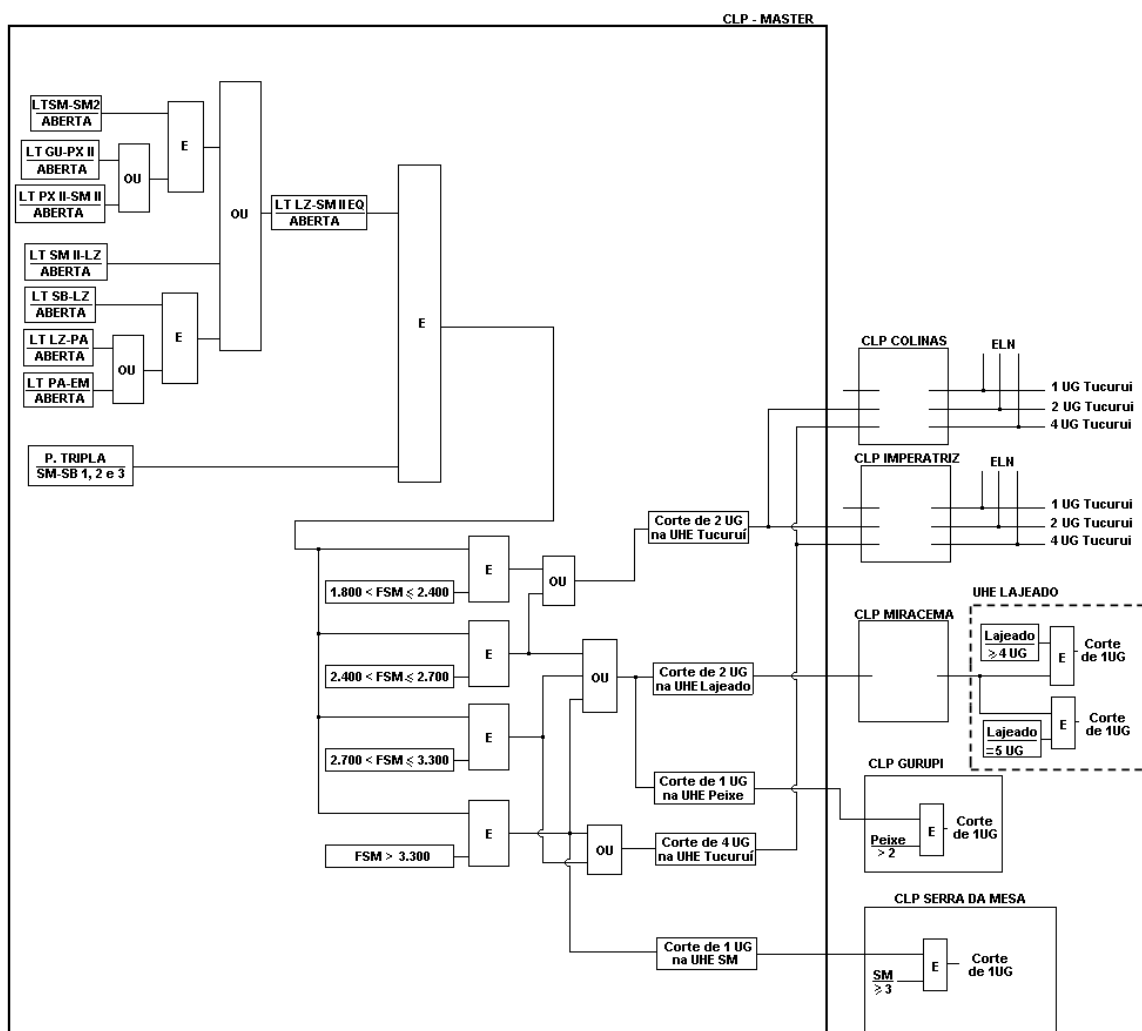 CLP - MASTER
LTSM-SM2
ABERTA
E
LT GU-PX II
ABERTA
OU
LT PX II-SM II
ABERTA
OU
LT LZ-SM II EQ
ABERTA
LT SM II-LZ
ABERTA
LT SB-LZ
ABERTA
E
LT LZ-PA
ABERTA
OU
LT PA-EM
ABERTA
E
P. TRIPLA
SM-SB 1, 2 e 3
CLP COLINAS
ELN
1 UG Tucurui
2 UG Tucurui
4 UG Tucurui
CLP IMPERATRIZ
ELN
1 UG Tucurui
2 UG Tucurui
4 UG Tucurui
Corte de 2 UG
na UHE Tucuruí
E
OU
1.800 < FSM ⩽ 2.400
E
2.400 < FSM ⩽ 2.700
OU
Corte de 2 UG
na UHE Lajeado
CLP MIRACEMA
UHE LAJEADO
Lajeado
⩾ 4 UG
E
Corte
de 1UG
Lajeado
=5 UG
E
Corte
de 1UG
E
2.700 < FSM ⩽ 3.300
Corte de 1 UG
na UHE Peixe
CLP GURUPI
Peixe
> 2
E
Corte
de 1UG
E
FSM > 3.300
OU
Corte de 4 UG
na UHE Tucuruí
Corte de 1 UG
na UHE SM
CLP SERRA DA MESA
SM
⩾ 3
E
Corte
de 1UG